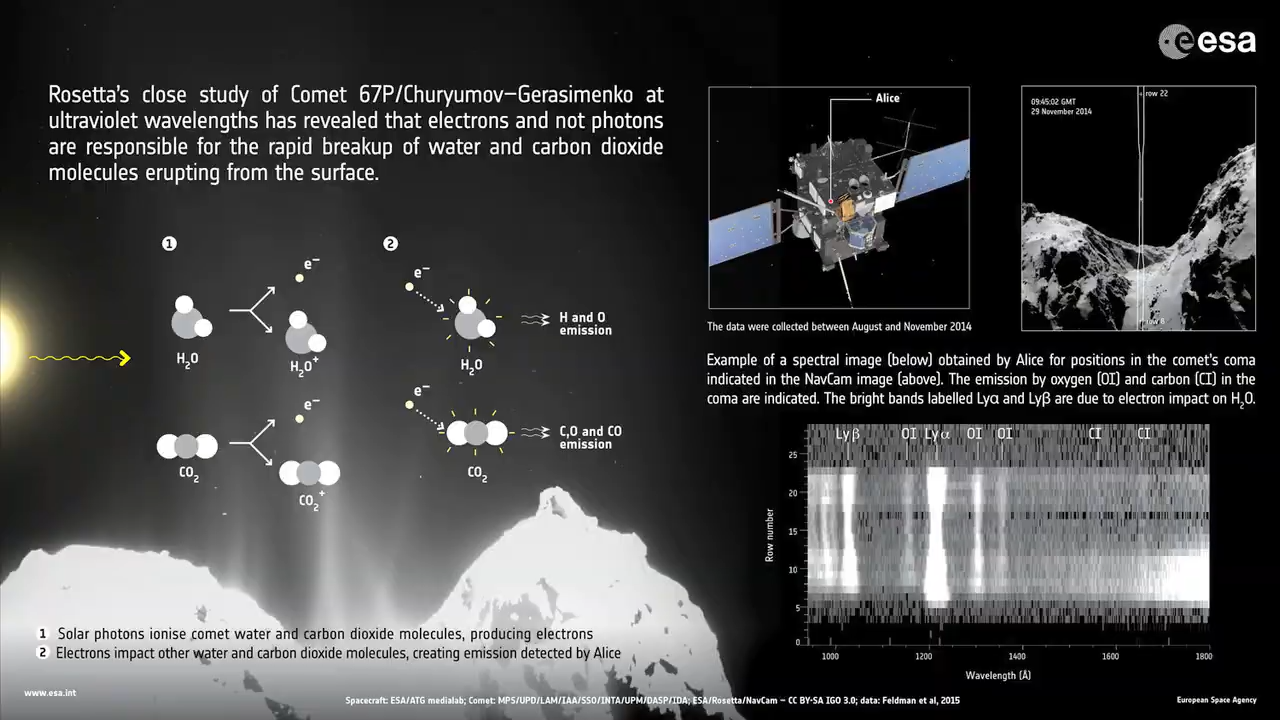 esa
Rosetta's close study of Comet 67P/Churyumov–Gerasimenko at
ultraviolet wavelengths has revealed that electrons and not photons
are responsible for the rapid breakup of water and carbon dioxide
molecules erupting from the surface.
1
2
e⁻
H₂O
H₂O⁺
e⁻
H₂O
H and O
emission
e⁻
CO₂
CO₂⁺
e⁻
CO₂
C,O and CO
emission
1 Solar photons ionise comet water and carbon dioxide molecules, producing electrons
2 Electrons impact other water and carbon dioxide molecules, creating emission detected by Alice
Alice
The data were collected between August and November 2014
09:45:02 GMT
29 November 2014
row 22
row 8
Example of a spectral image (below) obtained by Alice for positions in the comet's coma
indicated in the NavCam image (above). The emission by oxygen (OI) and carbon (CI) in the
coma are indicated. The bright bands labelled Lyα and Lyβ are due to electron impact on H₂O.
Ly β OI Ly α OI OI CI CI
25
20
15
10
5
0
Row number
1000 1200 1400 1600 1800
Wavelength (Å)
www.esa.int
Spacecraft: ESA/ATG medialab; Comet: MPS/UPD/LAM/IAA/SSO/INTA/UPM/DASP/IDA; ESA/Rosetta/NavCam – CC BY-SA IGO 3.0; data: Feldman et al, 2015
European Space Agency